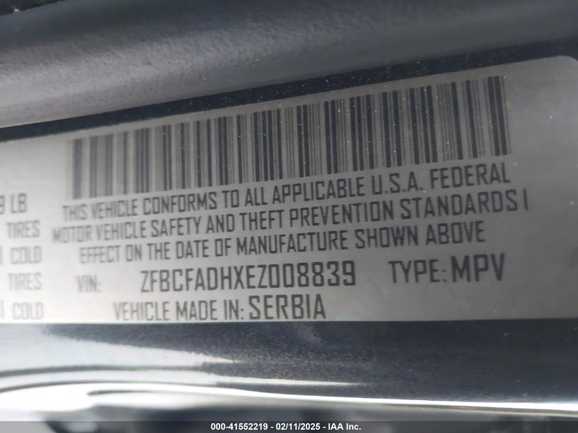 B LB
THIS VEHICLE CONFORMS TO ALL APPLICABLE U.S.A. FEDERAL
TIRES MOTOR VEHICLE SAFETY AND THEFT PREVENTION STANDARDS I
COLD EFFECT ON THE DATE OF MANUFACTURE SHOWN ABOVE
TIRES VIN: ZFBCFADHXEZ008839 TYPE: MPV
COLD VEHICLE MADE IN: SERBIA
000-41552219 - 02/11/2025 - IAA Inc.